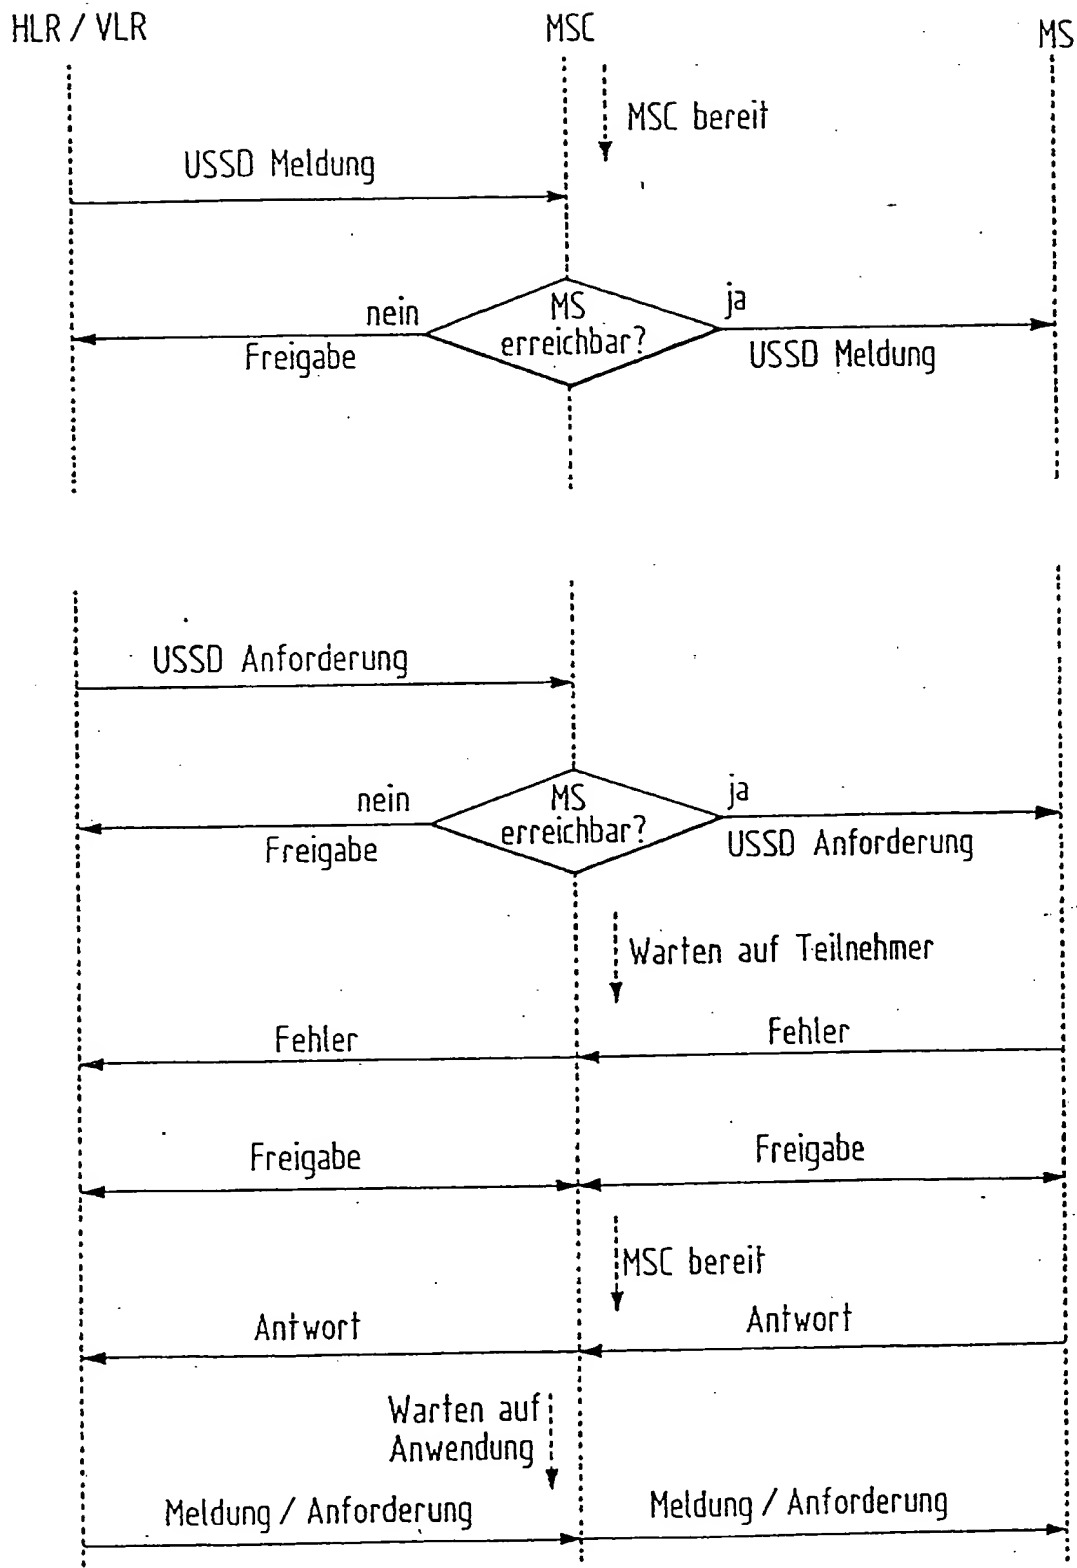 HLR / VLR
MSC
MS
MSC bereit
USSD Meldung
nein
MS
erreichbar?
ja
Freigabe
USSD Meldung
USSD Anforderung
nein
MS
erreichbar?
ja
Freigabe
USSD Anforderung
Warten auf Teilnehmer
Fehler
Fehler
Freigabe
Freigabe
MSC bereit
Antwort
Antwort
Warten auf
Anwendung
Meldung / Anforderung
Meldung / Anforderung